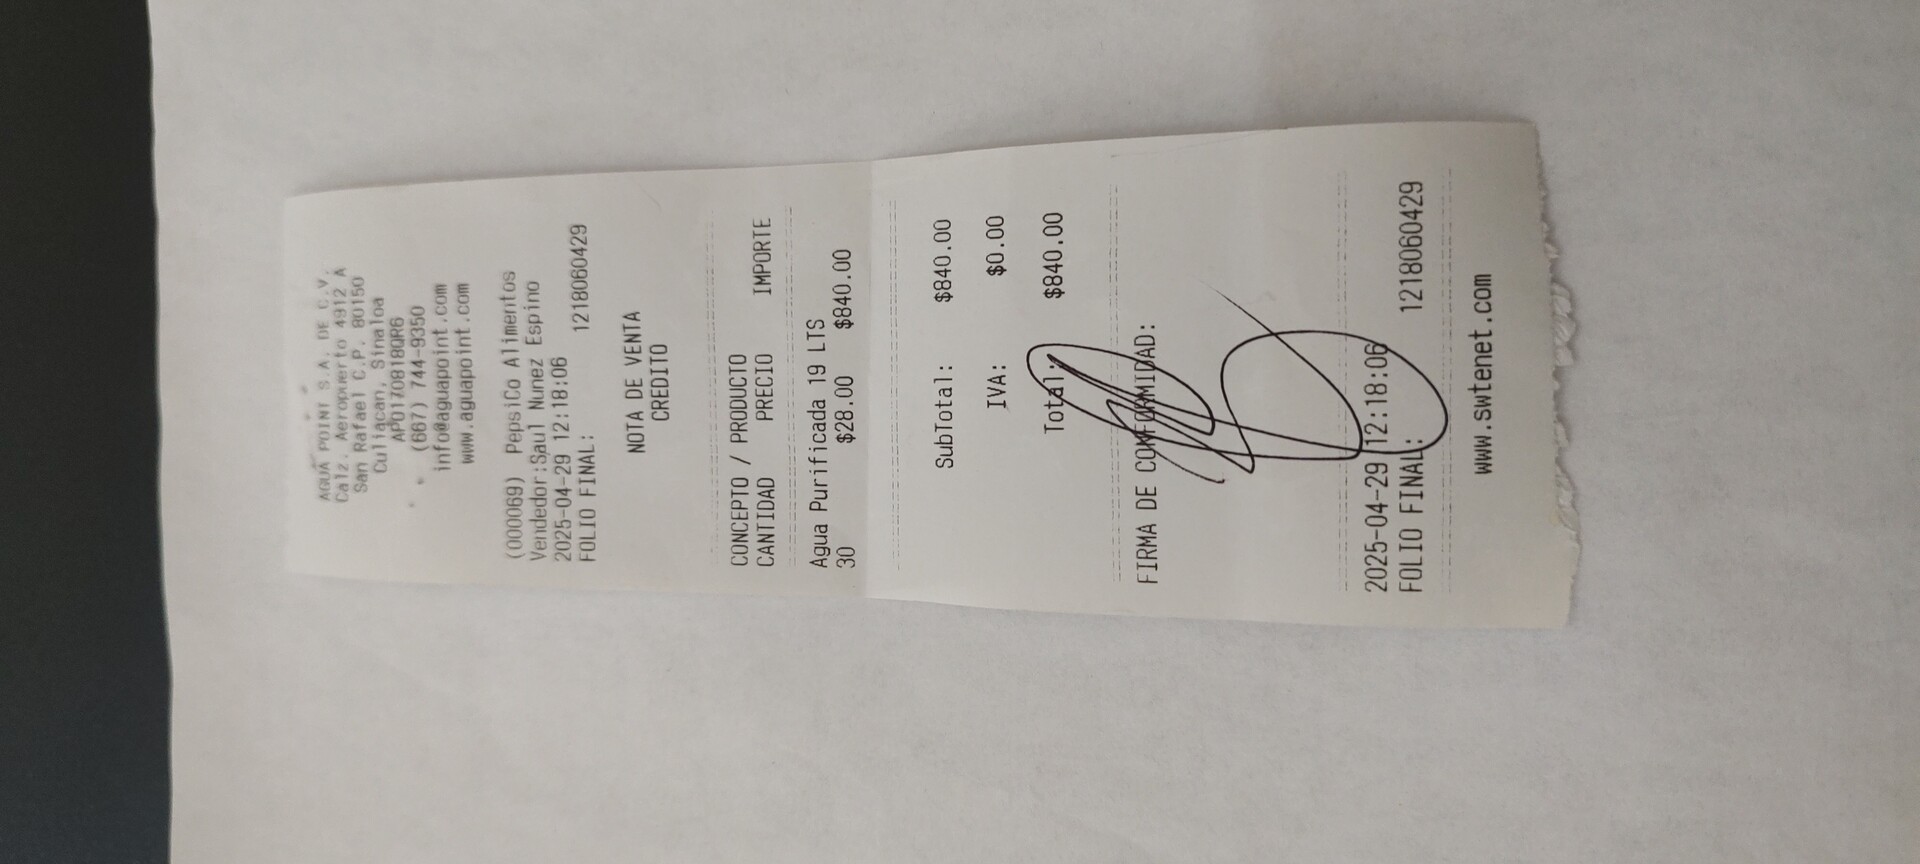 AGUA POINT S.A. DE C.V.
Calz. Aeropuerto 4912 A
San Rafael C.P. 80150
Culiacan, Sinaloa
APO170818QR6
(667) 744-9350
info@aguapoint.com
www.aguapoint.com
(000069) PepsiCo Alimentos
Vendedor:Saul Nunez Espino
2025-04-29 12:18:06
FOLIO FINAL: 1218060429
NOTA DE VENTA
CREDITO
CONCEPTO / PRODUCTO
CANTIDAD PRECIO IMPORTE
Agua Purificada 19 LTS
30 $28.00 $840.00
SubTotal: $840.00
IVA: $0.00
Total: $840.00
FIRMA DE CONFORMIDAD:
2025-04-29 12:18:06
FOLIO FINAL: 1218060429
www.swtenet.com